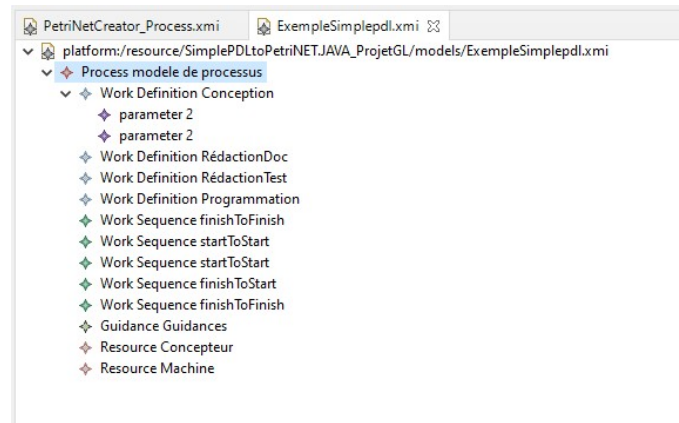 PetriNetCreator_Process.xmi ExempleSimplepdl.xmi
platform:/resource/SimplePDLtoPetriNET.JAVA_ProjetGL/models/ExempleSimplepdl.xmi
Process modele de processus
Work Definition Conception
parameter 2
parameter 2
Work Definition RédactionDoc
Work Definition RédactionTest
Work Definition Programmation
Work Sequence finishToFinish
Work Sequence startToStart
Work Sequence startToStart
Work Sequence finishToStart
Work Sequence finishToFinish
Guidance Guidances
Resource Concepteur
Resource Machine